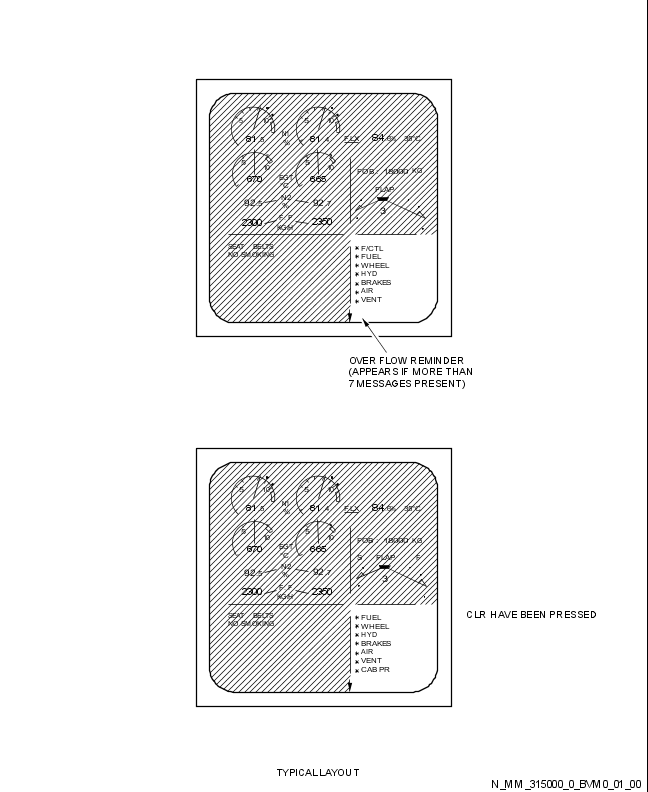 5 10 5 10
81.5 N1 % 81.4 FLX 84.6% 35°C
5 10 5 10
670 EGT °C 665 FOB : 18000 KG
FLAP
92.5 N2 % 92.7
3
2300 F. F KG/H 2350
SEAT BELTS
NO SMOKING
* F/CTL
* FUEL
* WHEEL
* HYD
* BRAKES
* AIR
* VENT
OVER FLOW REMINDER
(APPEARS IF MORE THAN
7 MESSAGES PRESENT)
5 10 5 10
81.5 N1 % 81.4 FLX 84.6% 35°C
5 10 5 10
670 EGT °C 665 FOB : 18000 KG
S FLAP F
92.5 N2 % 92.7
3
2300 F. F KG/H 2350
SEAT BELTS
NO SMOKING
* FUEL
* WHEEL
* HYD
* BRAKES
* AIR
* VENT
* CAB PR
CLR HAVE BEEN PRESSED
TYPICAL LAYOUT
N_MM_315000_0_BVM0_01_00